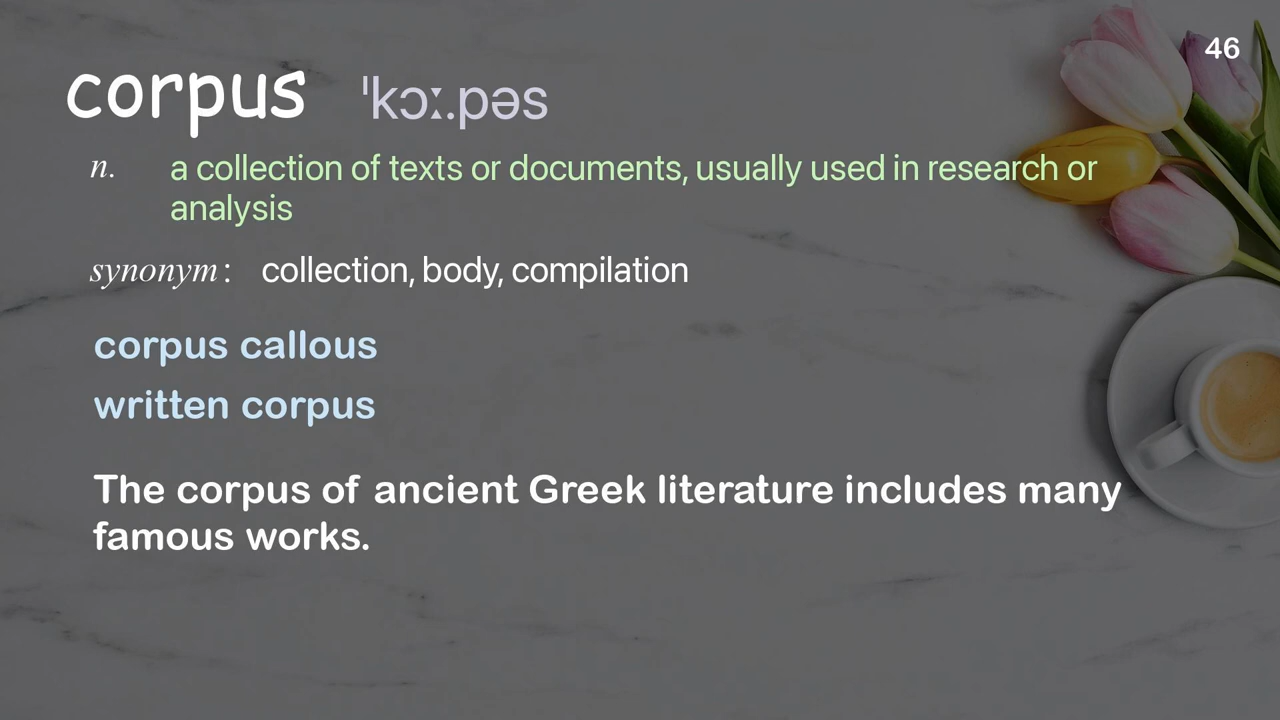 46
corpus ˈkɔː.pəs
n. a collection of texts or documents, usually used in research or
analysis
synonym : collection, body, compilation
corpus callous
written corpus
The corpus of ancient Greek literature includes many
famous works.